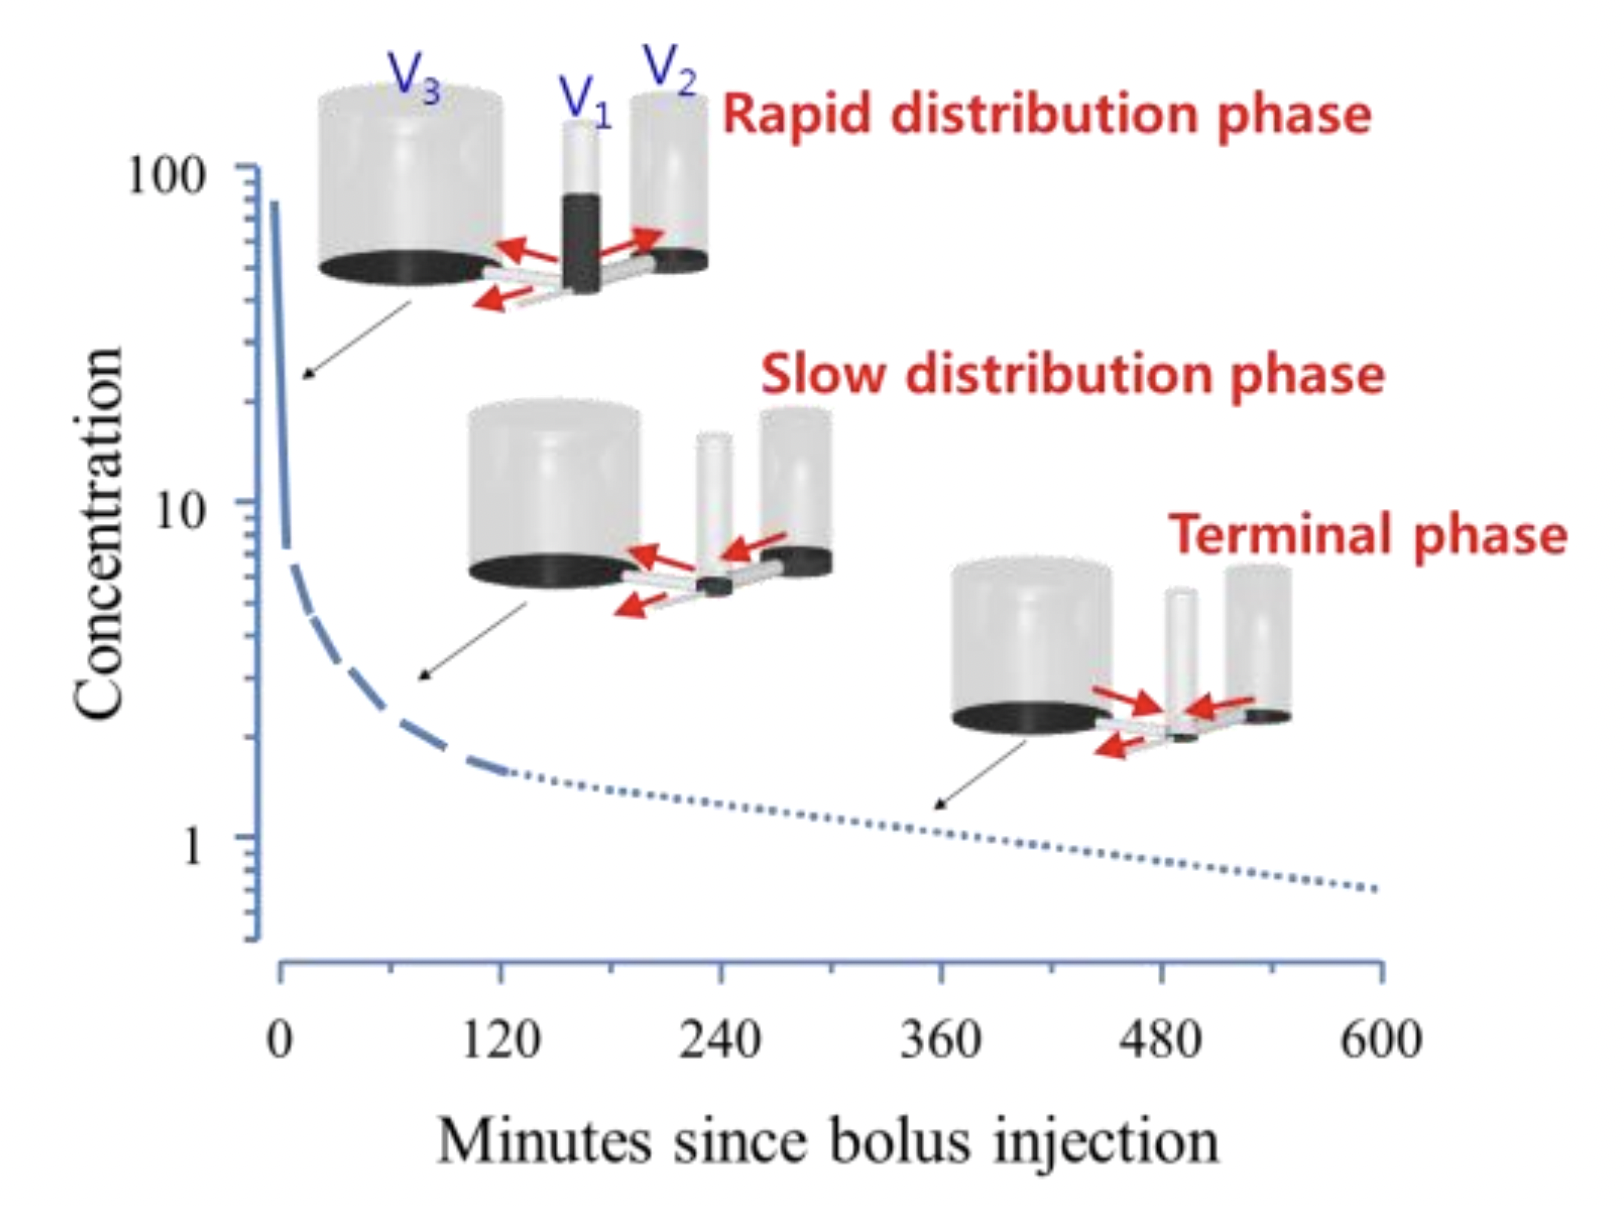 V3
V1
V2
Rapid distribution phase
100
Slow distribution phase
10
Terminal phase
1
Concentration
0 120 240 360 480 600
Minutes since bolus injection